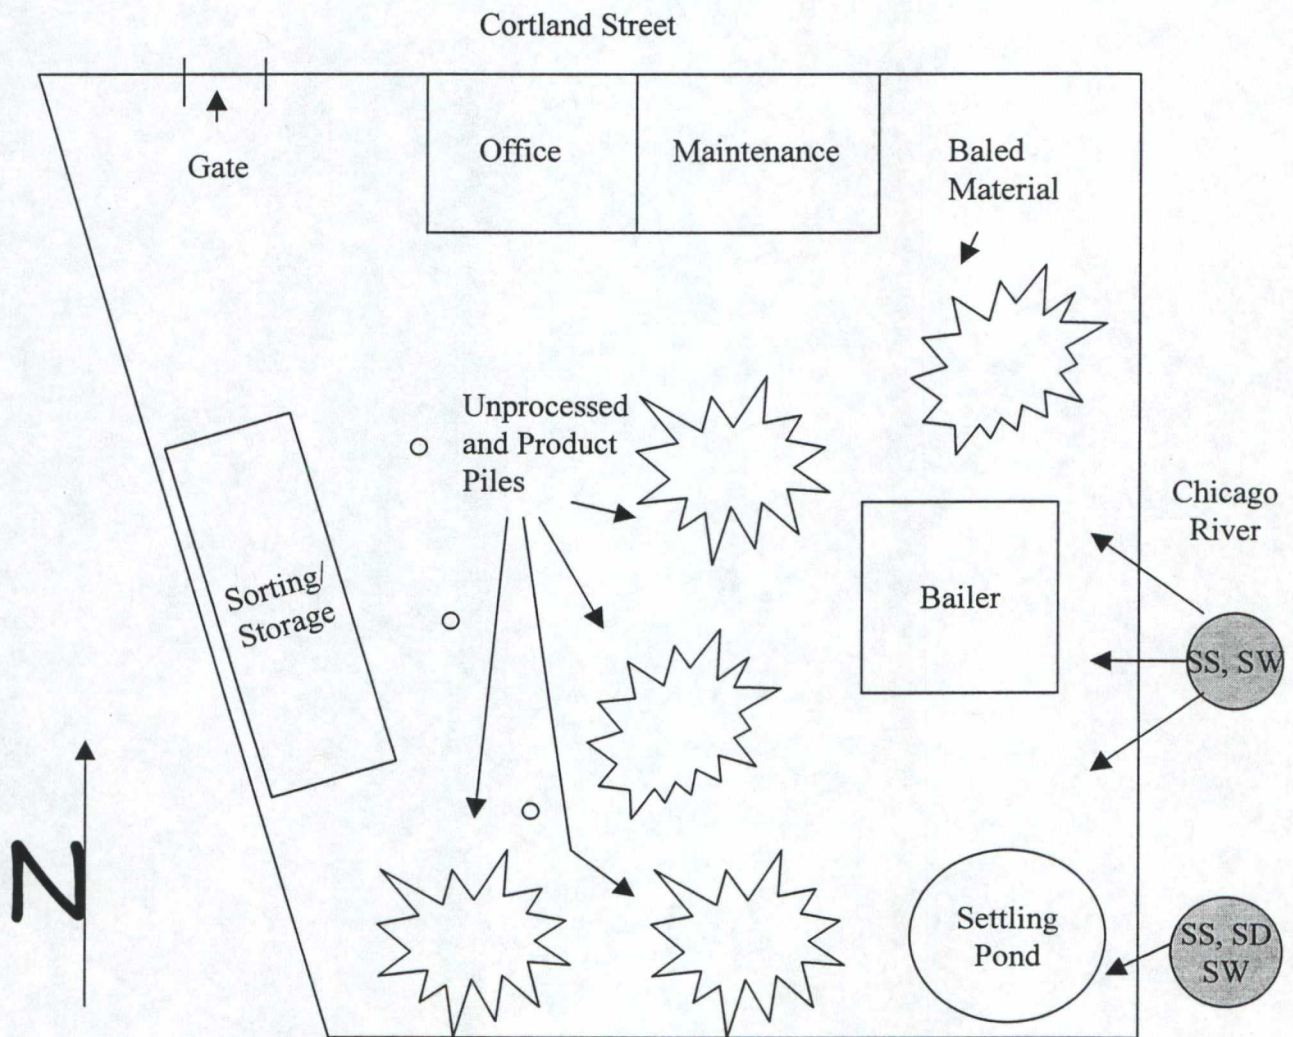 Cortland Street
Gate
Office
Maintenance
Baled
Material
Unprocessed
and Product
Piles
Chicago
River
Sorting/
Storage
Bailer
SS, SW
N
Settling
Pond
SS, SD
SW